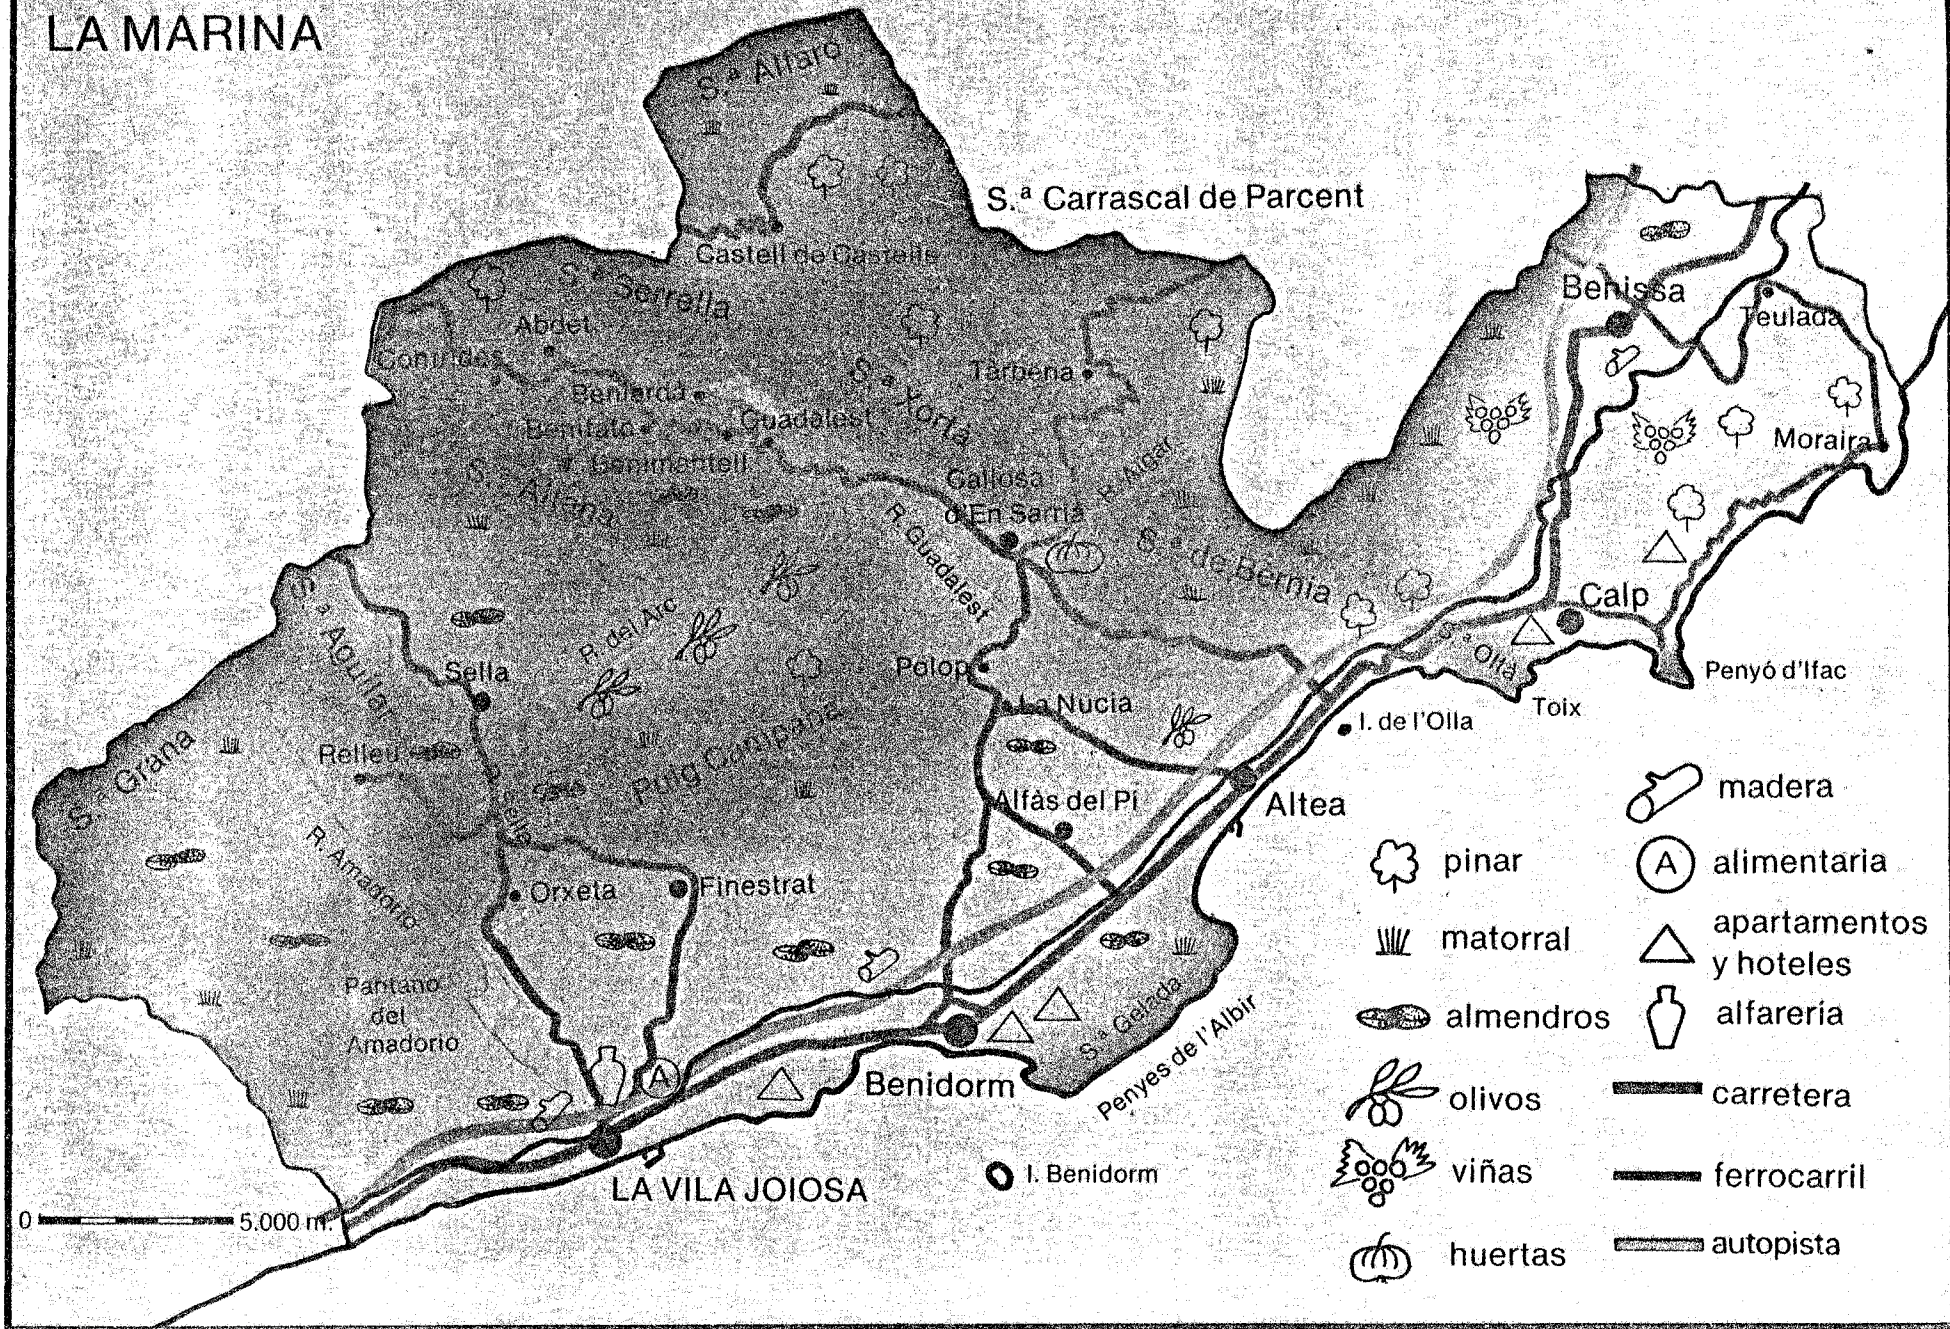 LA MARINA
S.ª Alfaro
S.ª Carrascal de Parcent
Castell de Castells
S.ª Serrella
Abdet
Confrides
Beniardà
Benifato
Guadalest
Benimantell
S.ª Aitana
S.ª Xortà
Tàrbena
Callosa
d'En Sarrià
R. Algar
R. Guadalest
S.ª de Bernia
Benissa
Teulada
Moraira
Calp
S.ª Oltà
Penyó d'Ifac
Toix
I. de l'Olla
S.ª Aguilar
P. del Arc
Sella
Polop
La Nucia
Relleu
Puig Campana
S.ª Grana
Sella
Alfàs del Pí
Altea
R. Amadorio
Orxeta
Finestrat
Pantano
del
Amadorio
S.ª Gelada
Penyes de l'Albir
Benidorm
A
LA VILA JOIOSA
I. Benidorm
0 5.000 m.
pinar
matorral
almendros
olivos
viñas
huertas
madera
A alimentaria
apartamentos
y hoteles
alfarería
carretera
ferrocarril
autopista